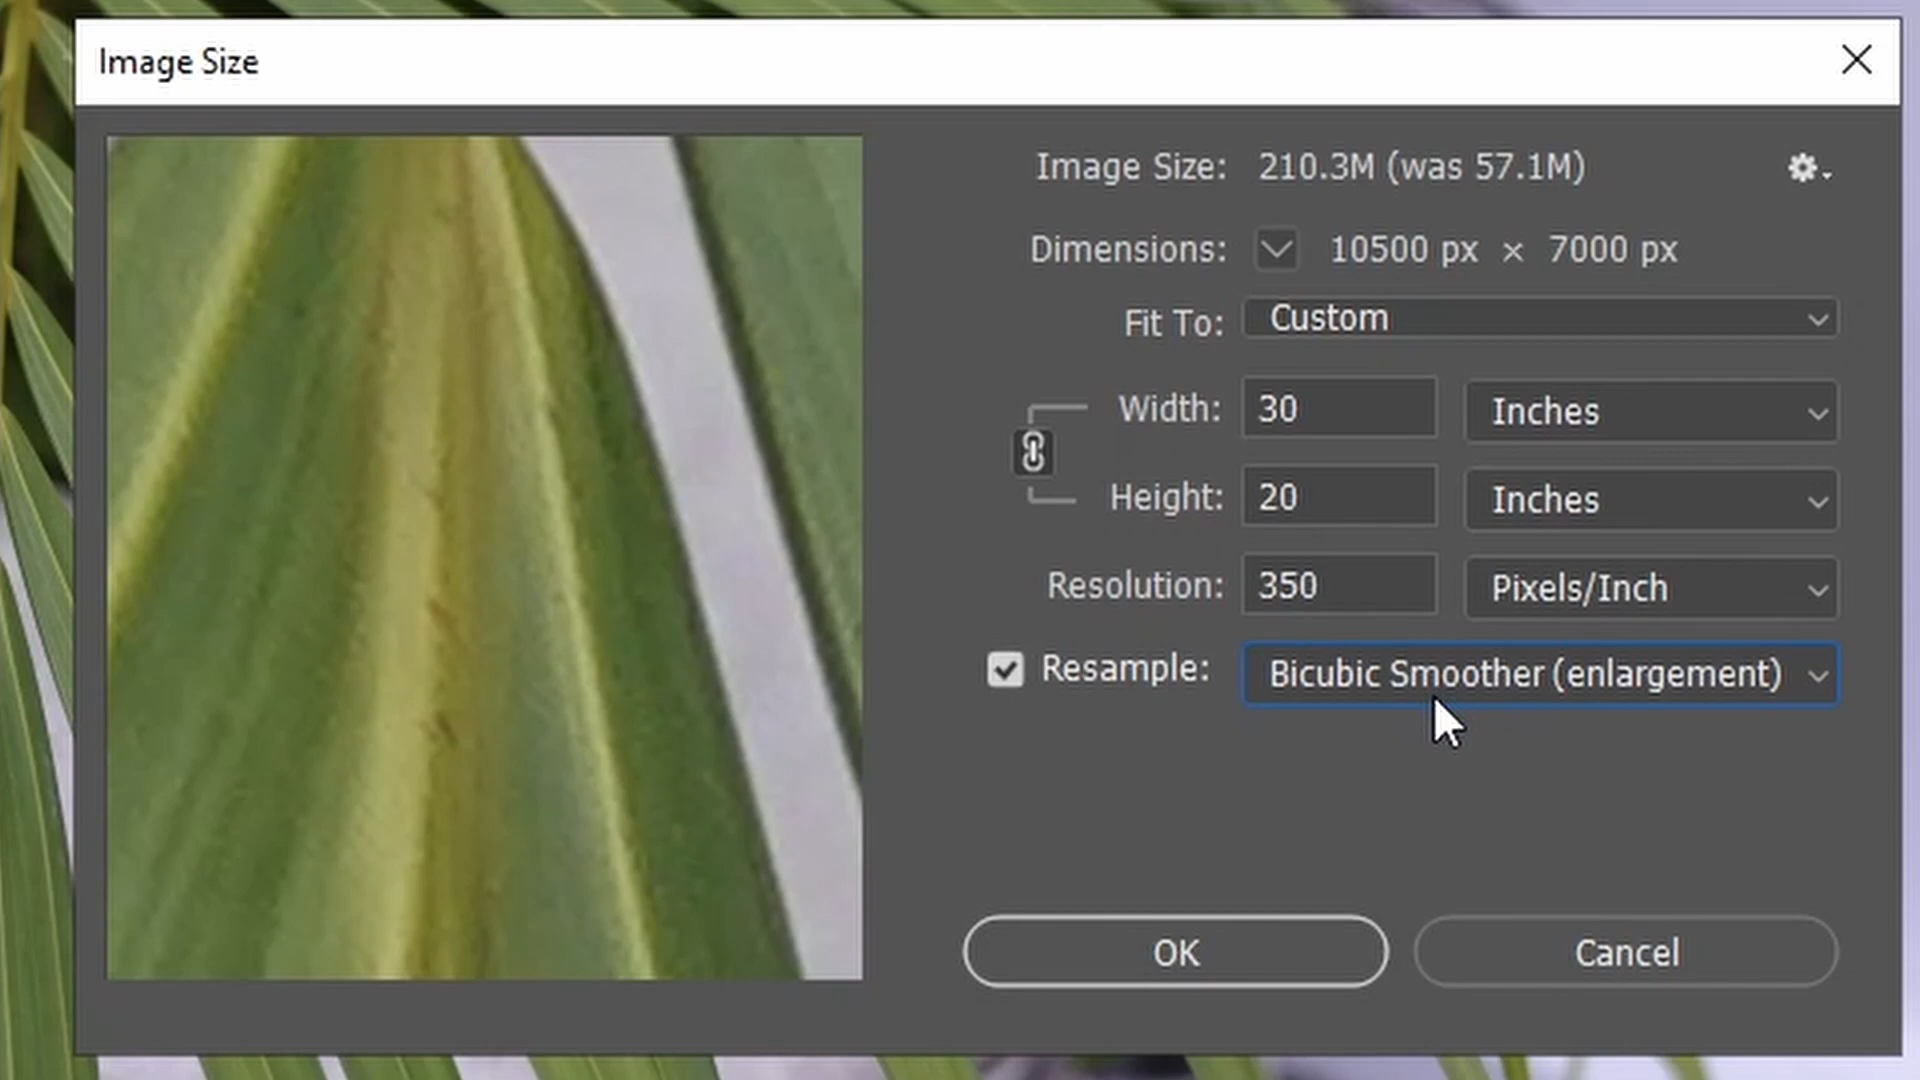 Image Size
Image Size: 210.3M (was 57.1M)
Dimensions: 10500 px × 7000 px
Fit To: Custom
Width: 30 Inches
Height: 20 Inches
Resolution: 350 Pixels/Inch
Resample: Bicubic Smoother (enlargement)
OK Cancel